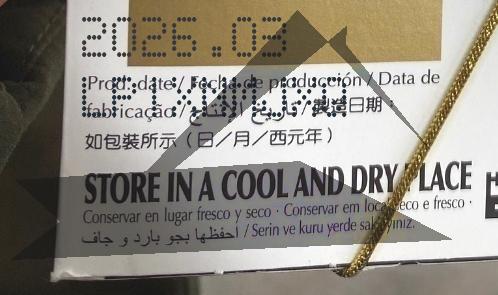 2026.03
Prod. date / Fecha de producción / Data de
fabricação / تاريخ الإنتاج / 製造日期：
如包裝所示（日／月／西元年）
STORE IN A COOL AND DRY PLACE
Conservar en lugar fresco y seco · Conservar em local seco e fresco ·
احفظها بجو بارد و جاف / Serin ve kuru yerde saklayınız.